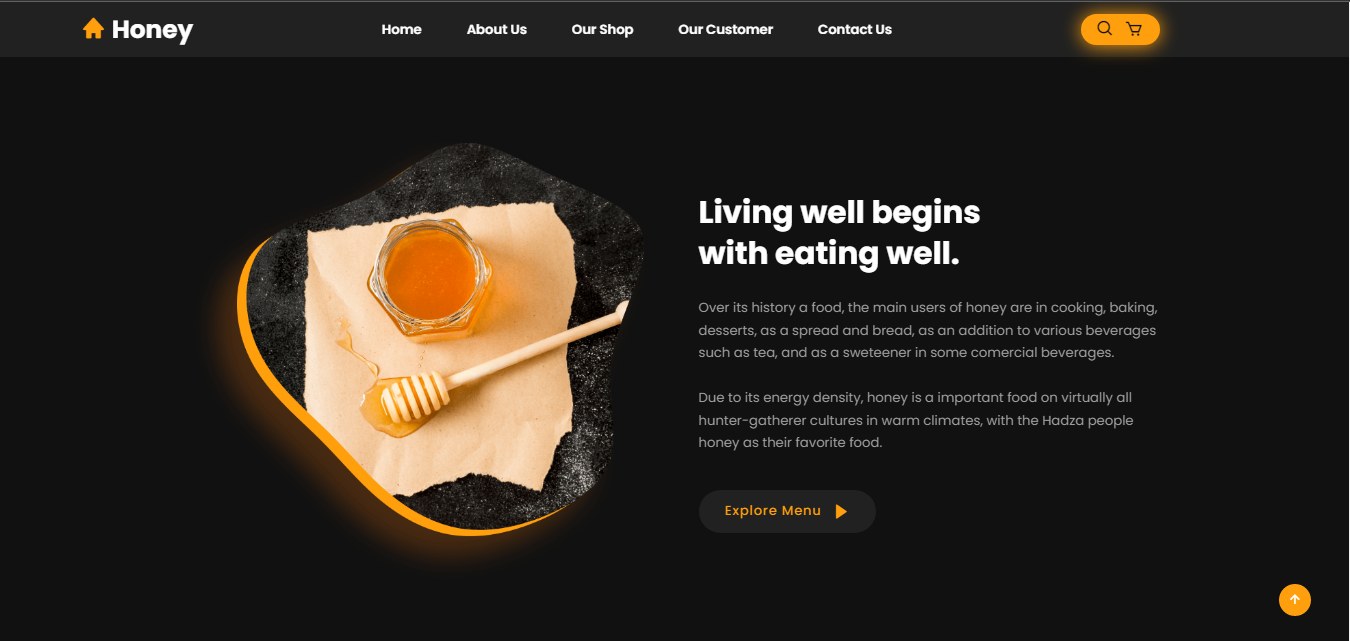 Honey
Home
About Us
Our Shop
Our Customer
Contact Us
Living well begins
with eating well.
Over its history a food, the main users of honey are in cooking, baking,
desserts, as a spread and bread, as an addition to various beverages
such as tea, and as a sweetener in some comercial beverages.
Due to its energy density, honey is a important food on virtually all
hunter-gatherer cultures in warm climates, with the Hadza people
honey as their favorite food.
Explore Menu